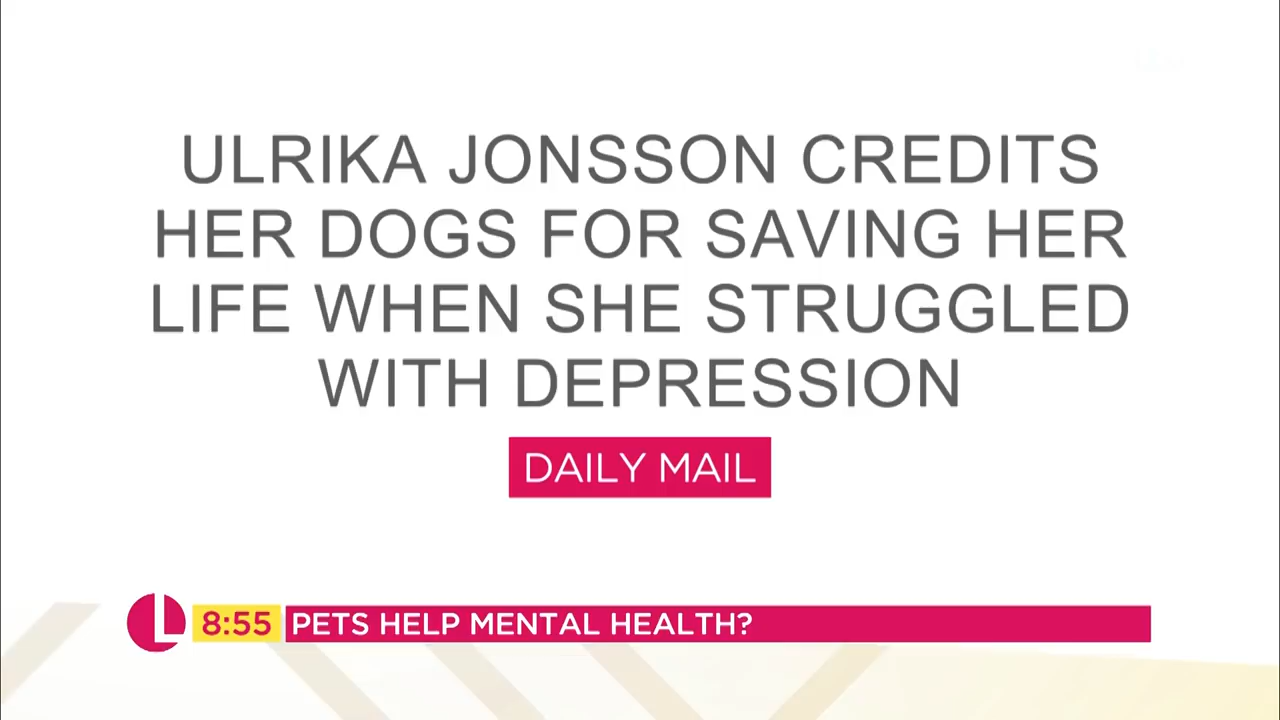 ULRIKA JONSSON CREDITS
HER DOGS FOR SAVING HER
LIFE WHEN SHE STRUGGLED
WITH DEPRESSION
DAILY MAIL
L 8:55 PETS HELP MENTAL HEALTH?